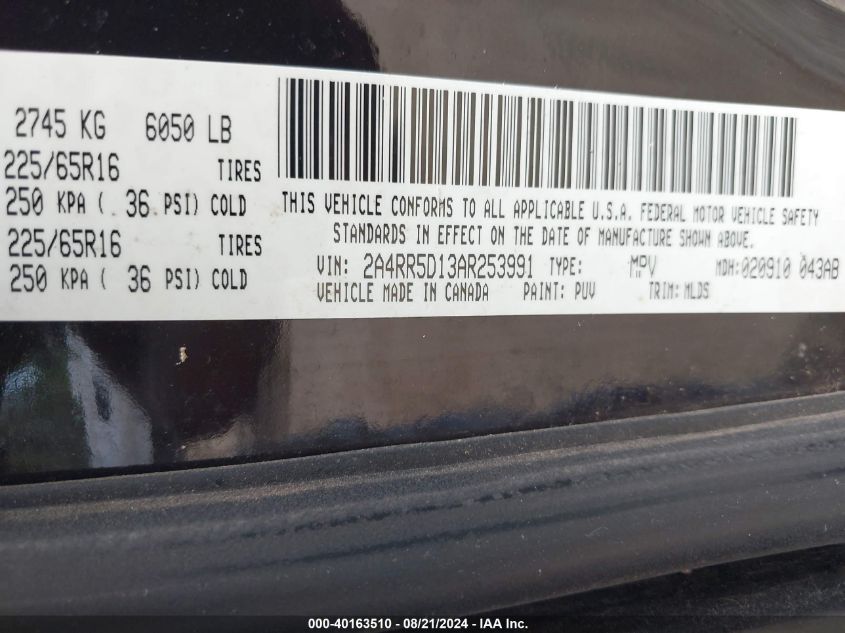 2745 KG 6050 LB
225/65R16 TIRES
250 KPA ( 36 PSI) COLD
225/65R16 TIRES
250 KPA ( 36 PSI) COLD
THIS VEHICLE CONFORMS TO ALL APPLICABLE U.S.A. FEDERAL MOTOR VEHICLE SAFETY
STANDARDS IN EFFECT ON THE DATE OF MANUFACTURE SHOWN ABOVE.
VIN: 2A4RR5D13AR253991 TYPE: MPV MDH:020910 043AB
VEHICLE MADE IN CANADA PAINT: PUV TRIM: MLDS
000-40163510 - 08/21/2024 - IAA Inc.